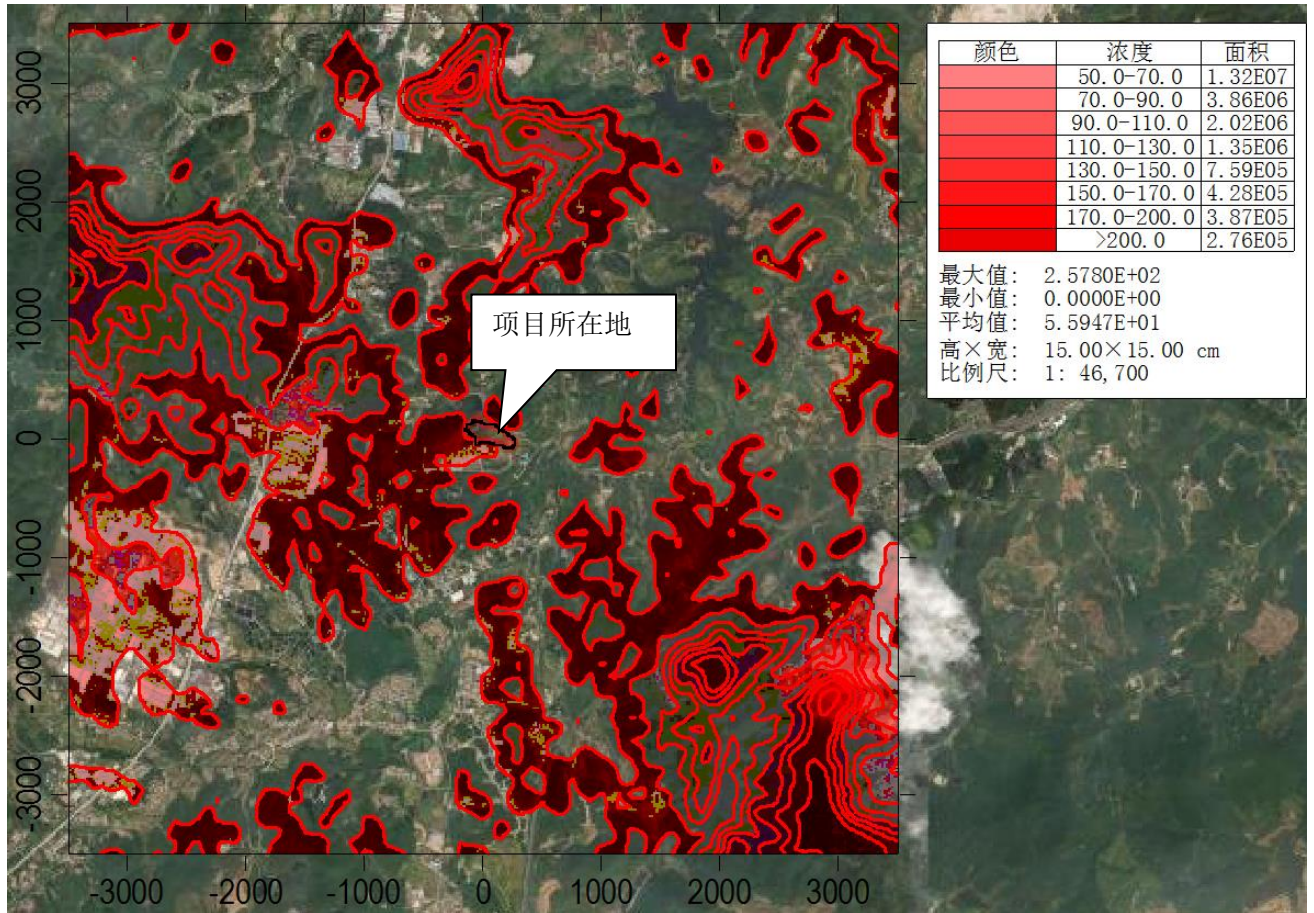 颜色 浓度 面积
50.0-70.0 1.32E07
70.0-90.0 3.86E06
90.0-110.0 2.02E06
110.0-130.0 1.35E06
130.0-150.0 7.59E05
150.0-170.0 4.28E05
170.0-200.0 3.87E05
>200.0 2.76E05
最大值: 2.5780E+02
最小值: 0.0000E+00
平均值: 5.5947E+01
高×宽: 15.00×15.00 cm
比例尺: 1: 46,700
项目所在地
3000
2000
1000
0
-1000
-2000
-3000
-3000 -2000 -1000 0 1000 2000 3000